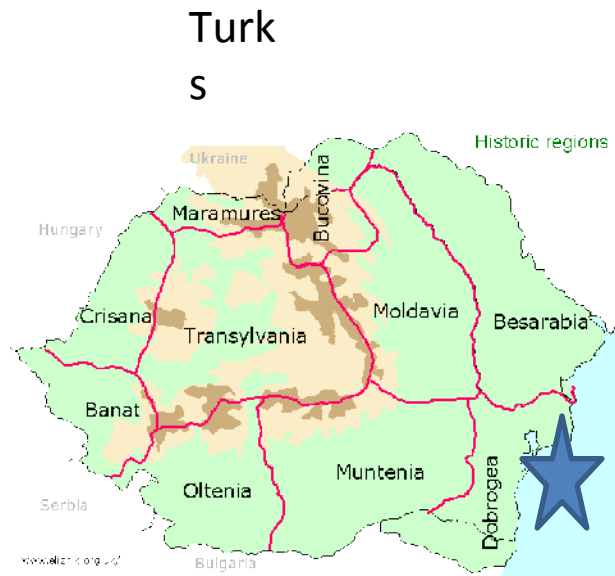 Turk
s
Historic regions
Ukraine
Bucovina
Maramures
Hungary
Crisana
Transylvania
Moldavia
Besarabia
Banat
Oltenia
Muntenia
Dobrogea
Serbia
Bulgaria